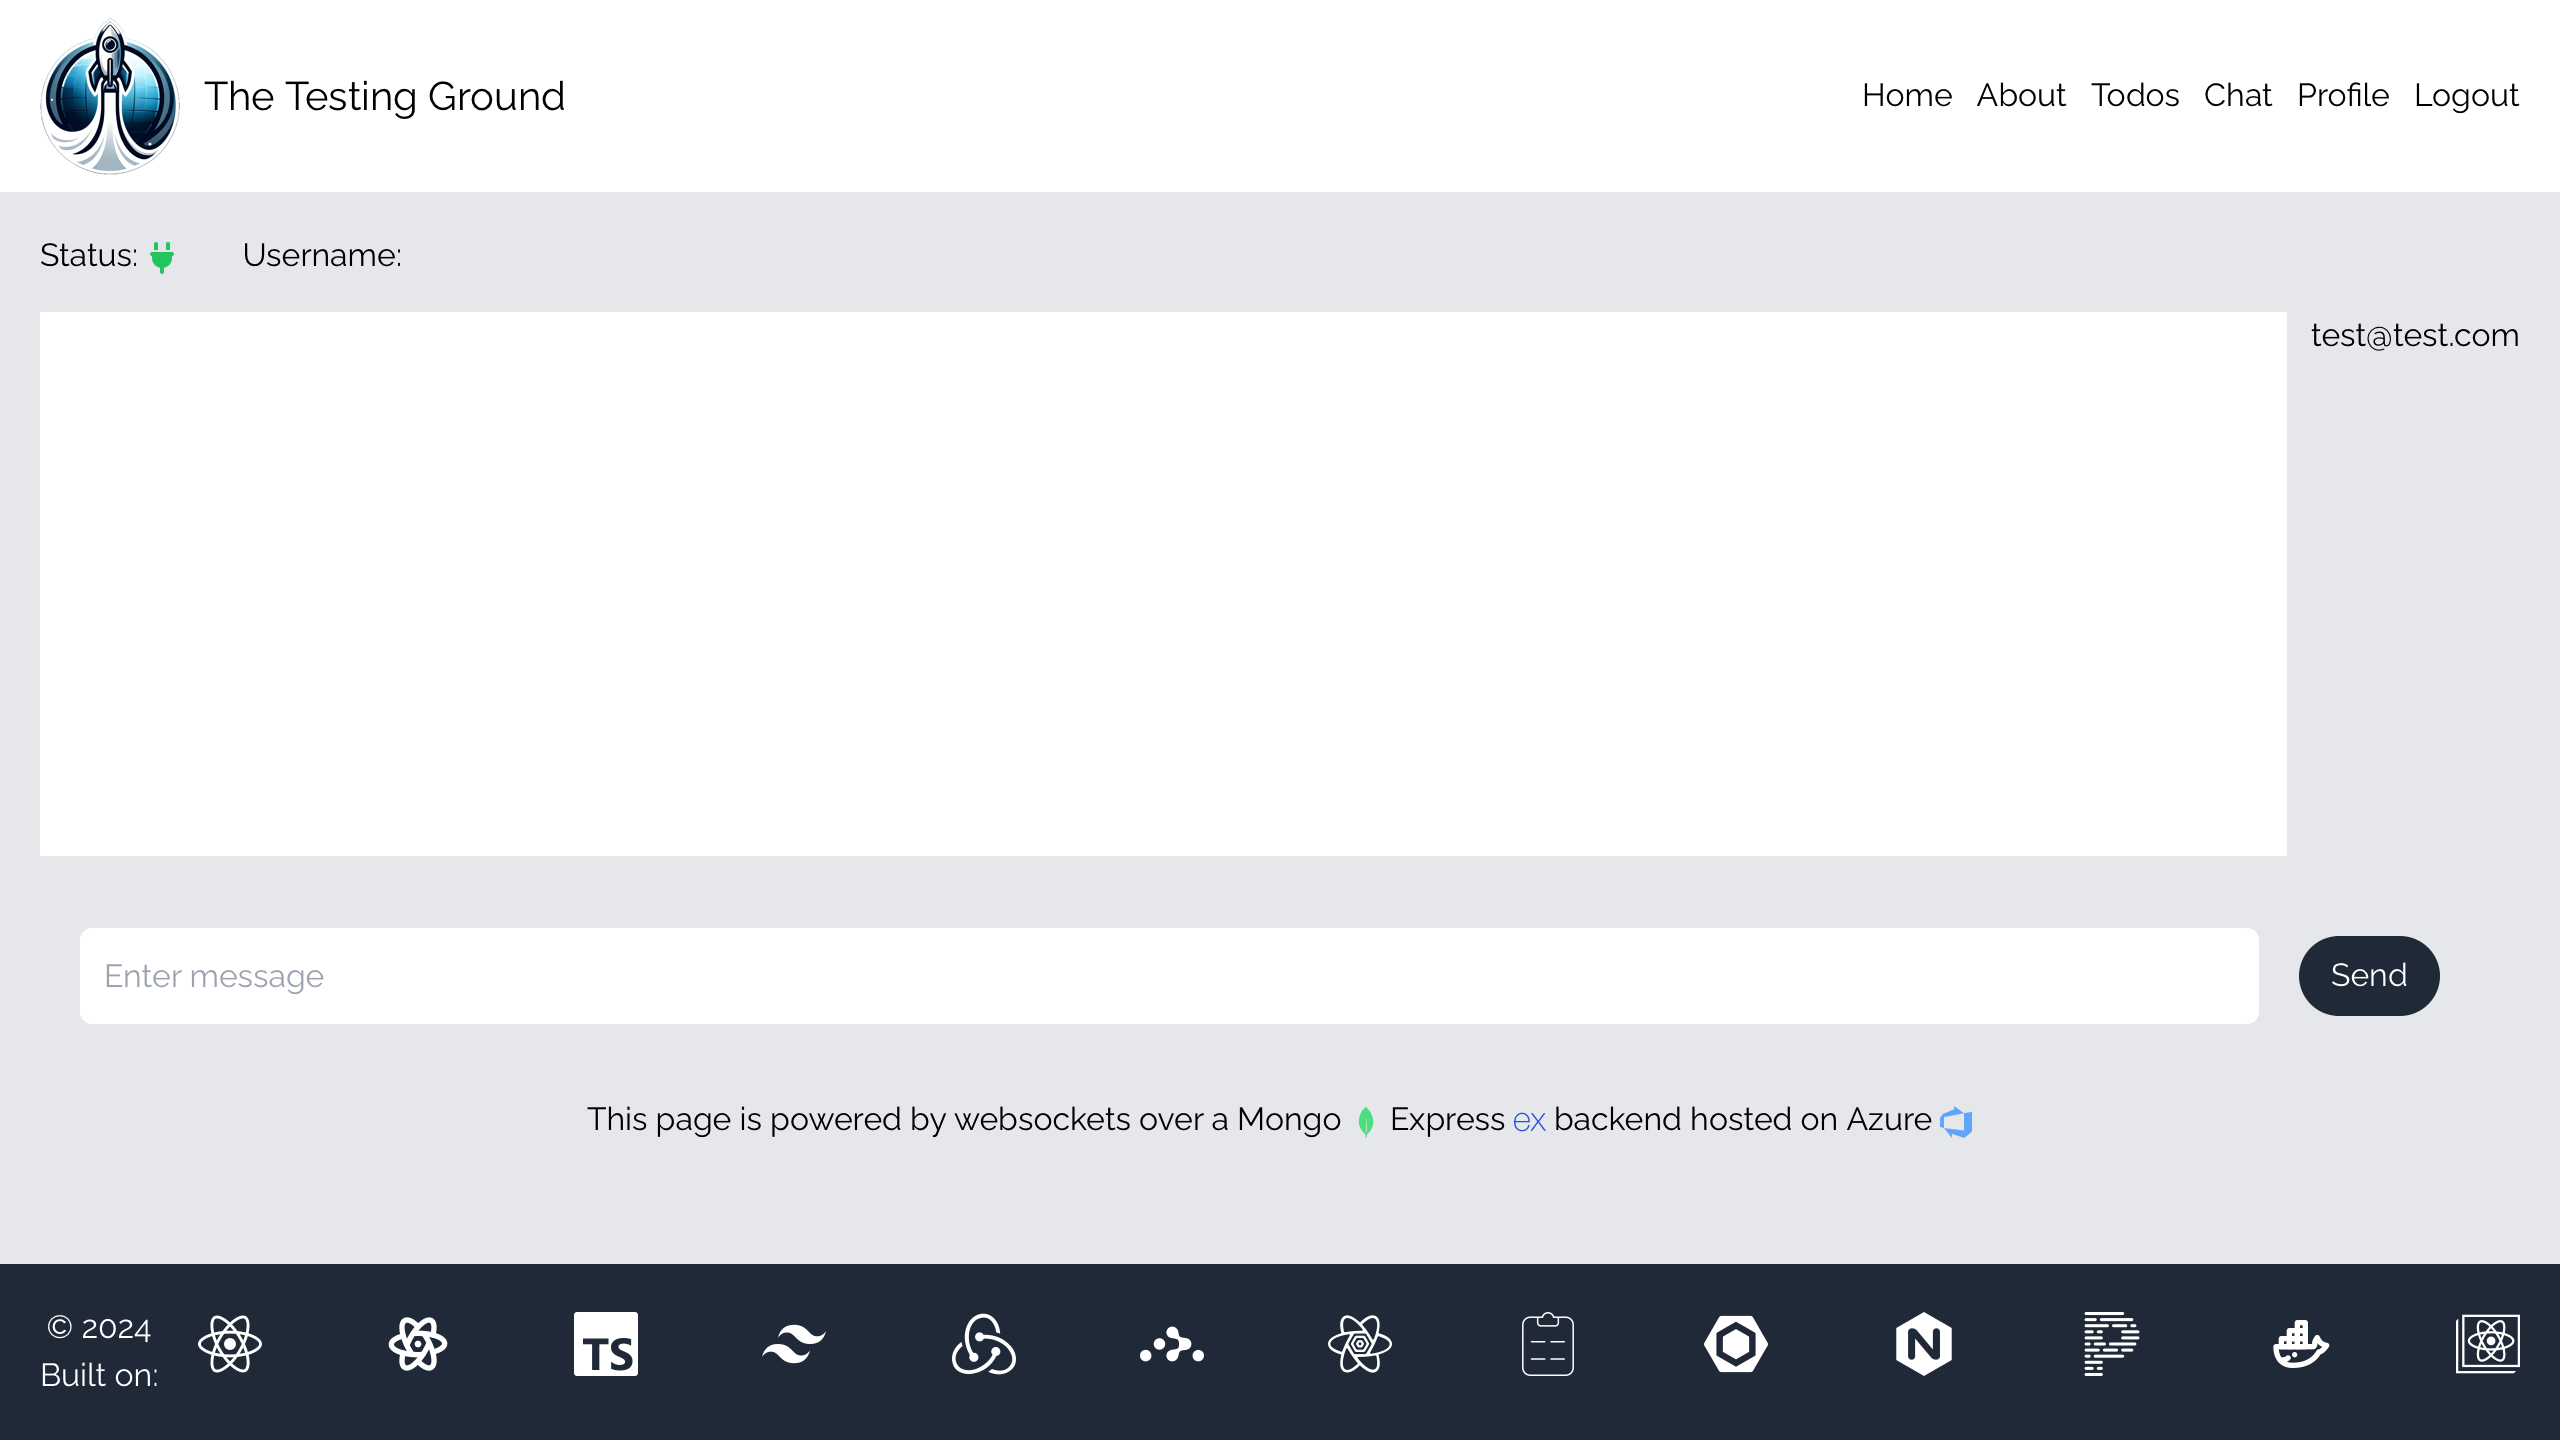 The Testing Ground
Home About Todos Chat Profile Logout
Status: Username:
test@test.com
Enter message
Send
This page is powered by websockets over a Mongo Express ex backend hosted on Azure
© 2024
Built on:
TS
N